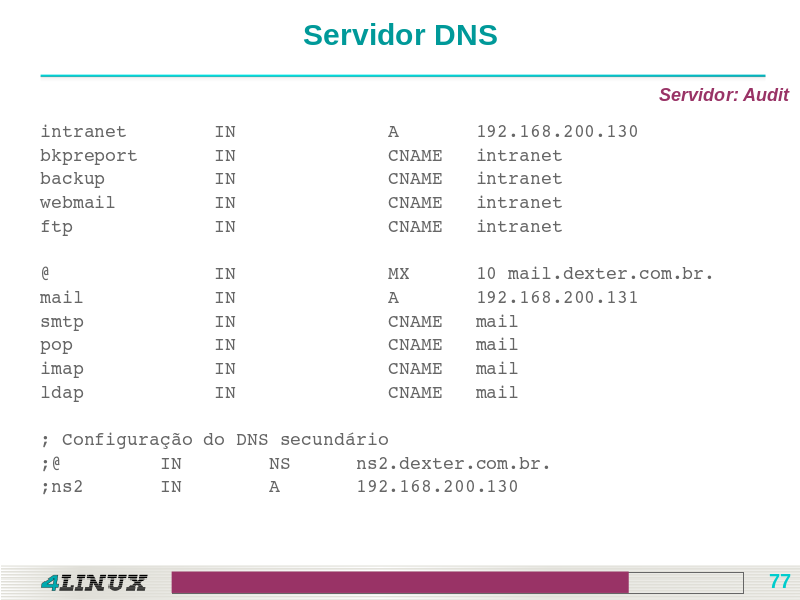 Servidor DNS
Servidor: Audit
intranet IN A 192.168.200.130
bkpreport IN CNAME intranet
backup IN CNAME intranet
webmail IN CNAME intranet
ftp IN CNAME intranet
@ IN MX 10 mail.dexter.com.br.
mail IN A 192.168.200.131
smtp IN CNAME mail
pop IN CNAME mail
imap IN CNAME mail
ldap IN CNAME mail
; Configuração do DNS secundário
;@ IN NS ns2.dexter.com.br.
;ns2 IN A 192.168.200.130
4LINUX
77